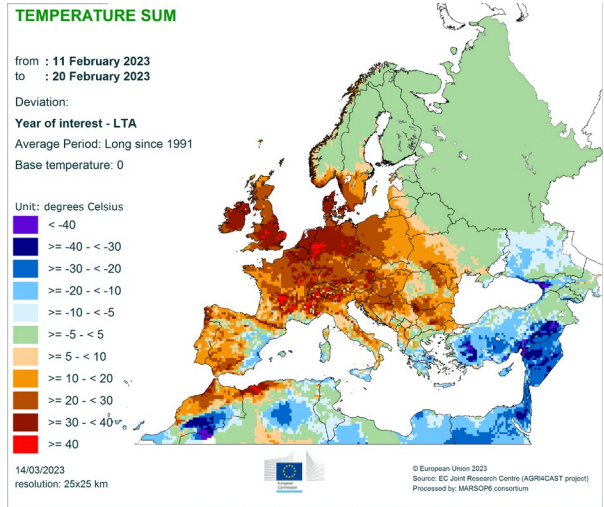 TEMPERATURE SUM
from : 11 February 2023
to : 20 February 2023
Deviation:
Year of interest - LTA
Average Period: Long since 1991
Base temperature: 0
Unit: degrees Celsius
< -40
>= -40 - < -30
>= -30 - < -20
>= -20 - < -10
>= -10 - < -5
>= -5 - < 5
>= 5 - < 10
>= 10 - < 20
>= 20 - < 30
>= 30 - < 40
>= 40
14/03/2023
resolution: 25x25 km
European
Commission
© European Union 2023
Source: EC Joint Research Centre (AGRI4CAST project)
Processed by: MARSOP6 consortium